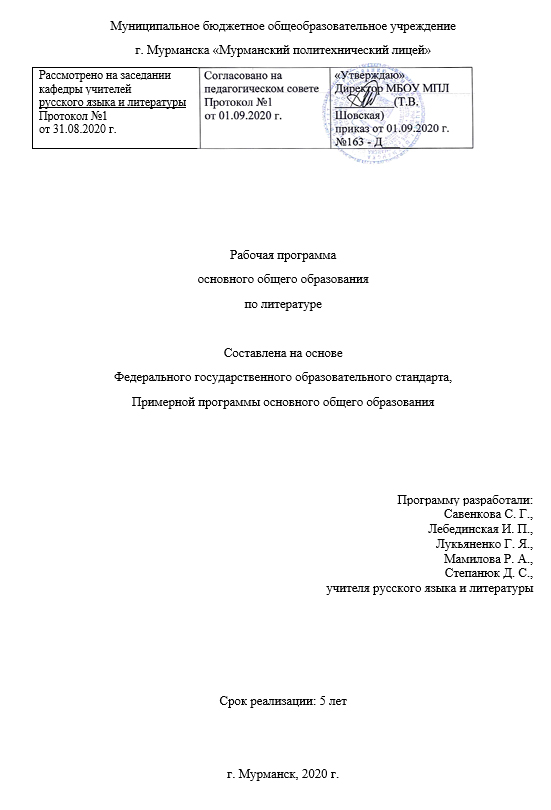 Муниципальное бюджетное общеобразовательное учреждение
г. Мурманска «Мурманский политехнический лицей»
Рассмотрено на заседании
кафедры учителей
русского языка и литературы
Протокол №1
от 31.08.2020 г.
Согласовано на
педагогическом совете
Протокол №1
от 01.09.2020 г.
«Утверждаю»
Директор МБОУ МПЛ
(Т.В.
Шовская)
приказ от 01.09.2020 г.
№163 - Д
Рабочая программа
основного общего образования
по литературе
Составлена на основе
Федерального государственного образовательного стандарта,
Примерной программы основного общего образования
Программу разработали:
Савенкова С. Г.,
Лебединская И. П.,
Лукьяненко Г. Я.,
Мамилова Р. А.,
Степанюк Д. С.,
учителя русского языка и литературы
Срок реализации: 5 лет
г. Мурманск, 2020 г.